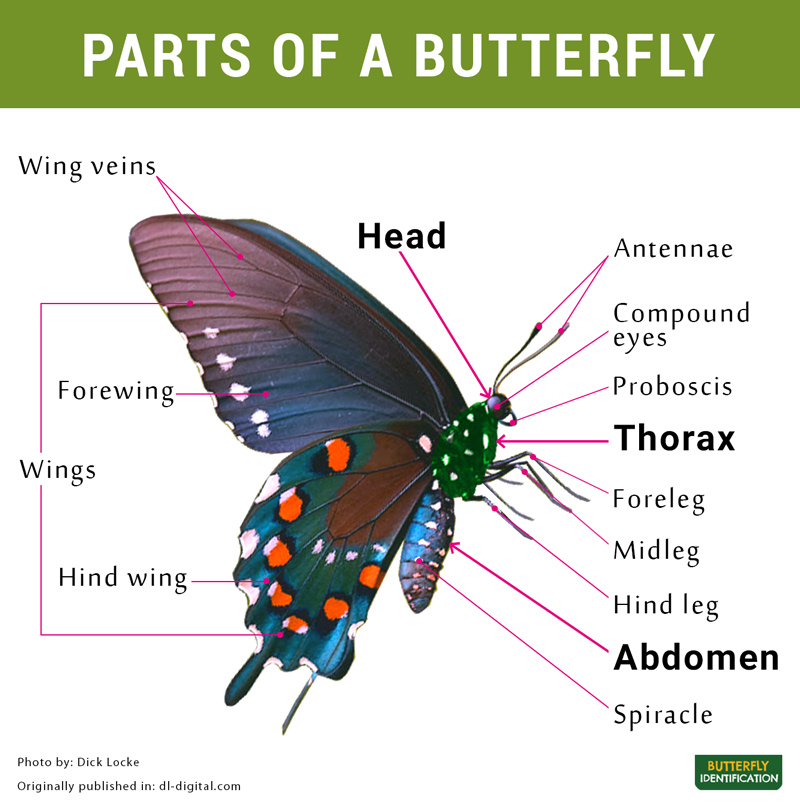 PARTS OF A BUTTERFLY
Wing veins
Head
Antennae
Compound
eyes
Forewing
Proboscis
Thorax
Wings
Foreleg
Midleg
Hind wing
Hind leg
Abdomen
Spiracle
Photo by: Dick Locke
Originally published in: dl-digital.com
BUTTERFLY
IDENTIFICATION